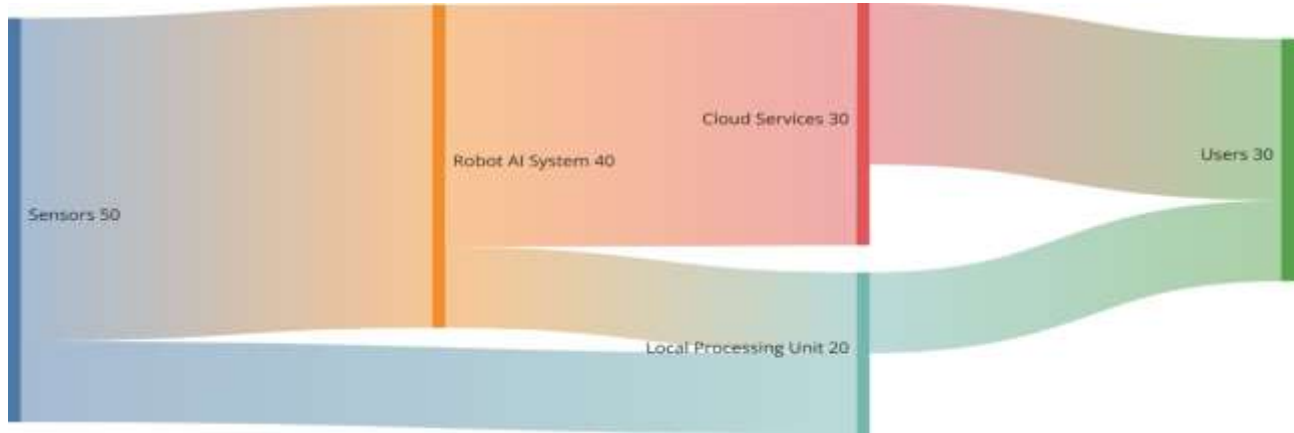 Sensors 50
Robot AI System 40
Cloud Services 30
Local Processing Unit 20
Users 30